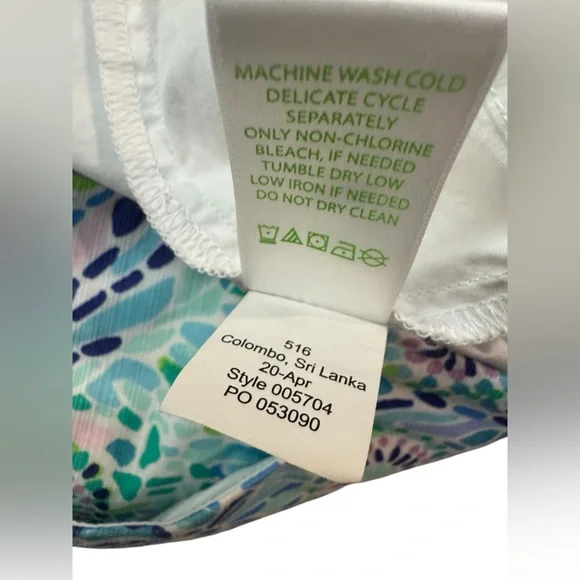 MACHINE WASH COLD
DELICATE CYCLE
SEPARATELY
ONLY NON-CHLORINE
BLEACH, IF NEEDED
TUMBLE DRY LOW
LOW IRON IF NEEDED
DO NOT DRY CLEAN
516
Colombo, Sri Lanka
20-Apr
Style 005704
PO 053090